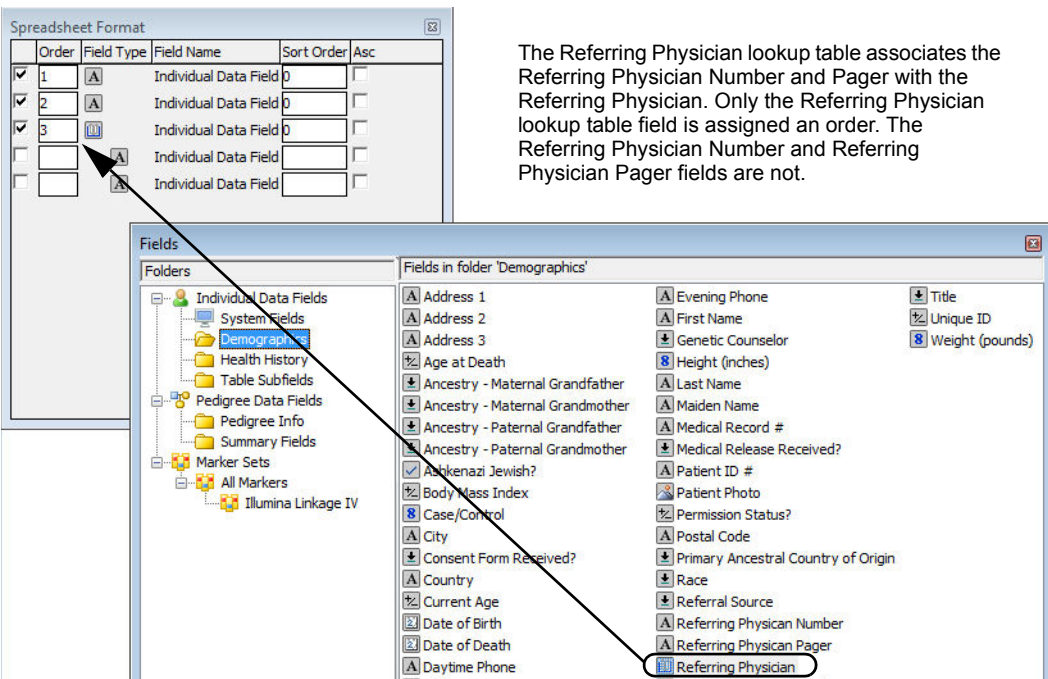 Spreadsheet Format
Order Field Type Field Name Sort Order Asc
1 A Individual Data Field 0
2 A Individual Data Field 0
3 Individual Data Field 0
A Individual Data Field
A Individual Data Field
The Referring Physician lookup table associates the
Referring Physician Number and Pager with the
Referring Physician. Only the Referring Physician
lookup table field is assigned an order. The
Referring Physician Number and Referring
Physician Pager fields are not.
Fields
Folders
Individual Data Fields
System Fields
Demographics
Health History
Table Subfields
Pedigree Data Fields
Pedigree Info
Summary Fields
Marker Sets
All Markers
Illumina Linkage IV
Fields in folder 'Demographics'
A Address 1
A Address 2
A Address 3
Age at Death
Ancestry - Maternal Grandfather
Ancestry - Maternal Grandmother
Ancestry - Paternal Grandfather
Ancestry - Paternal Grandmother
Ashkenazi Jewish?
Body Mass Index
8 Case/Control
A City
Consent Form Received?
A Country
Current Age
Date of Birth
Date of Death
A Daytime Phone
A Evening Phone
A First Name
Genetic Counselor
8 Height (inches)
A Last Name
A Maiden Name
A Medical Record #
Medical Release Received?
A Patient ID #
Patient Photo
Permission Status?
A Postal Code
Primary Ancestral Country of Origin
Race
Referral Source
A Referring Physican Number
A Referring Physican Pager
Referring Physician
Title
Unique ID
8 Weight (pounds)